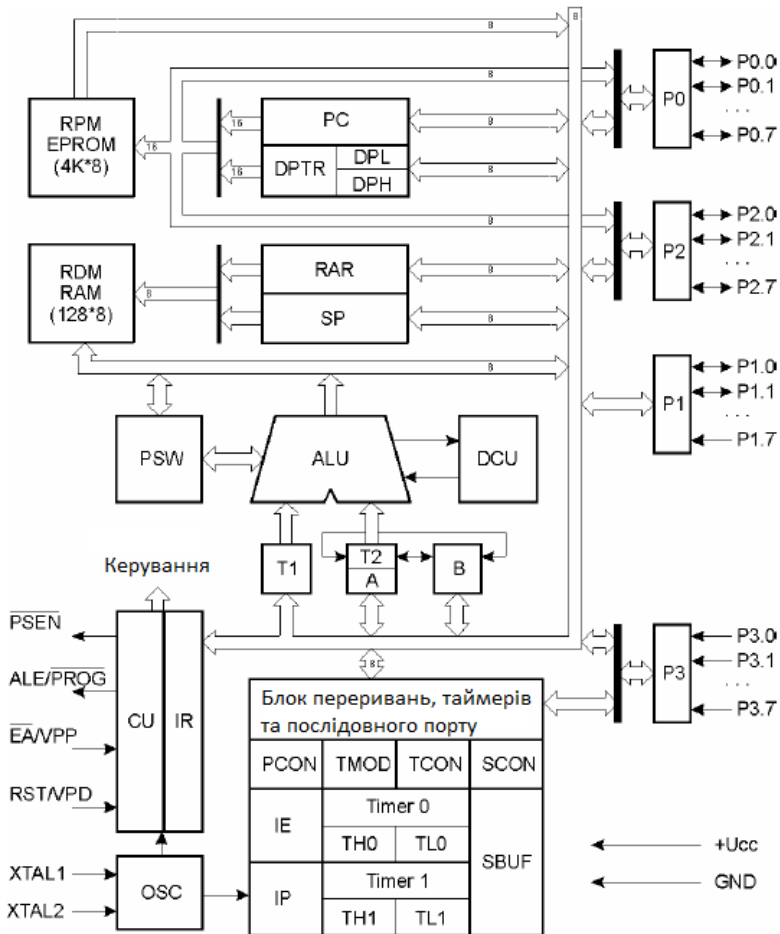 8
RPM
EPROM
(4K*8)
8
8
16
16
16
PC
DPTR
DPL
DPH
8
8
8
P0
P0.0
P0.1
. . .
P0.7
RDM
RAM
(128*8)
8
RAR
SP
8
8
8
P2
P2.0
P2.1
. . .
P2.7
P1
P1.0
P1.1
. . .
P1.7
PSW
ALU
DCU
T1
T2
A
B
Керування
PSEN
ALE/PROG
EA/VPP
RST/VPD
XTAL1
XTAL2
CU
IR
OSC
8
Блок переривань, таймерів
та послідовного порту
PCON
TMOD
TCON
SCON
IE
Timer 0
TH0
TL0
SBUF
IP
Timer 1
TH1
TL1
P3
P3.0
P3.1
. . .
P3.7
+Ucc
GND